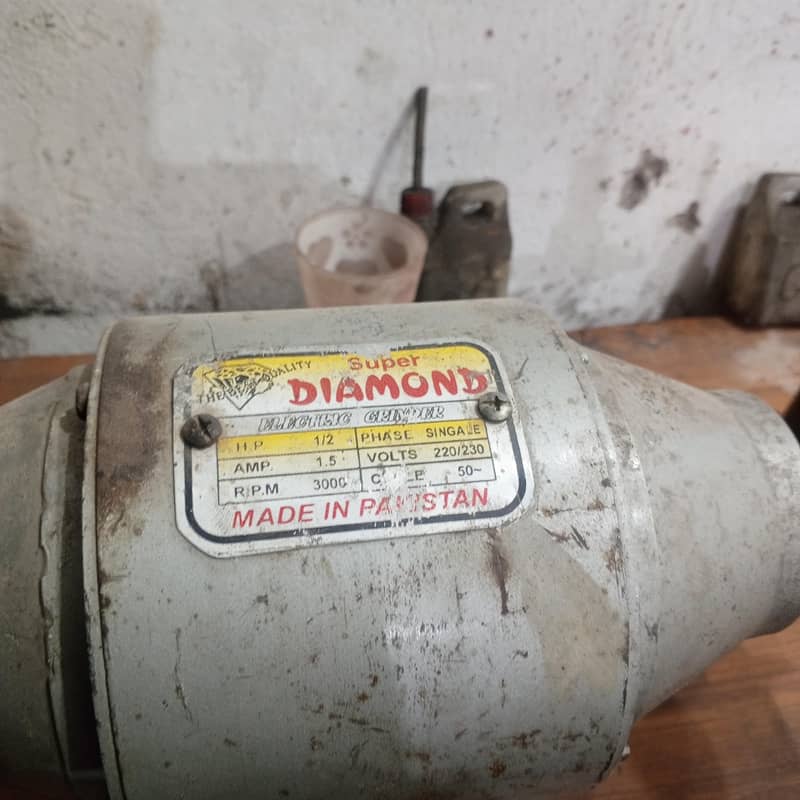 THE QUALITY
Super
DIAMOND
ELECTRIC GRINDER
H.P. 1/2 PHASE SINGALE
AMP. 1.5 VOLTS 220/230
R.P.M 3000 50~
MADE IN PAKISTAN